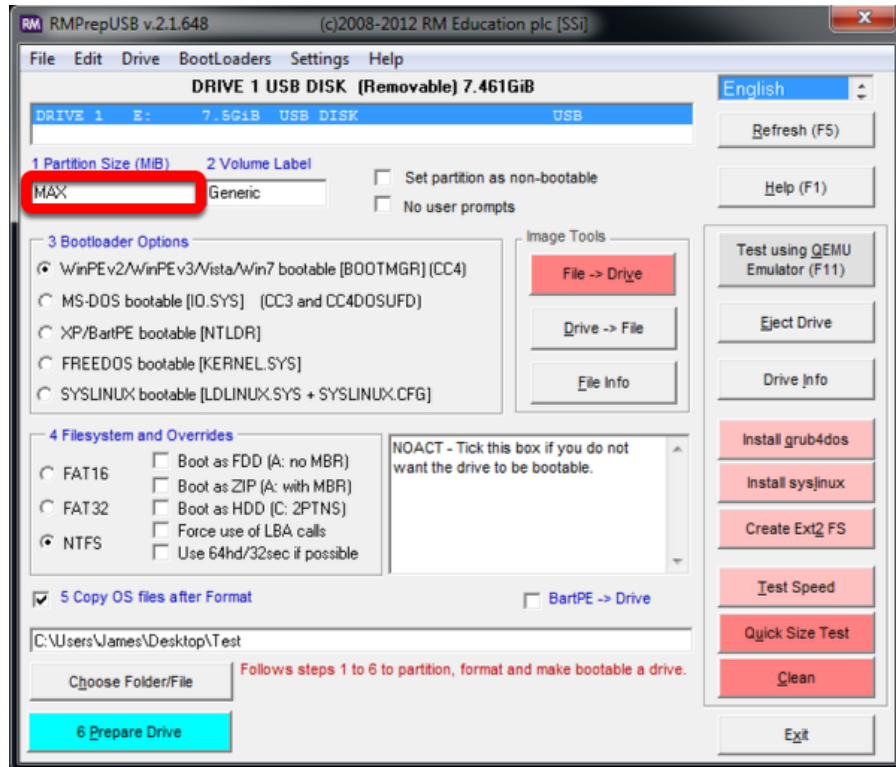 RM RMPrepUSB v.2.1.648 (c)2008-2012 RM Education plc [SSi]
File Edit Drive BootLoaders Settings Help
DRIVE 1 USB DISK (Removable) 7.461GiB
English
DRIVE 1 E: 7.5GiB USB DISK USB
Refresh (F5)
1 Partition Size (MiB) 2 Volume Label
MAX Generic
Set partition as non-bootable
No user prompts
Help (F1)
3 Bootloader Options
WinPEv2/WinPEv3/Vista/Win7 bootable [BOOTMGR] (CC4)
MS-DOS bootable [IO.SYS] (CC3 and CC4DOSUFD)
XP/BartPE bootable [NTLDR]
FREEDOS bootable [KERNEL.SYS]
SYSLINUX bootable [LDLINUX.SYS + SYSLINUX.CFG]
Image Tools
File -> Drive
Drive -> File
File Info
Test using QEMU
Emulator (F11)
Eject Drive
Drive Info
4 Filesystem and Overrides
FAT16
FAT32
NTFS
Boot as FDD (A: no MBR)
Boot as ZIP (A: with MBR)
Boot as HDD (C: 2PTNS)
Force use of LBA calls
Use 64hd/32sec if possible
NOACT - Tick this box if you do not
want the drive to be bootable.
Install grub4dos
Install syslinux
Create Ext2 FS
5 Copy OS files after Format
BartPE -> Drive
Test Speed
C:\Users\James\Desktop\Test
Quick Size Test
Choose Folder/File
Follows steps 1 to 6 to partition, format and make bootable a drive.
Clean
6 Prepare Drive
Exit